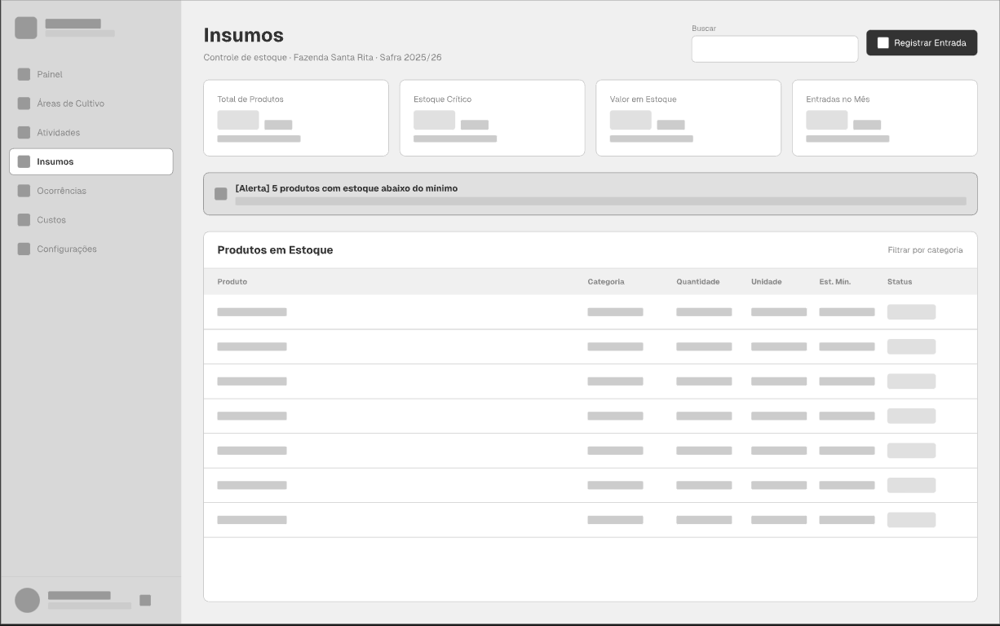 Painel
Áreas de Cultivo
Atividades
Insumos
Ocorrências
Custos
Configurações
Insumos
Controle de estoque · Fazenda Santa Rita · Safra 2025/26
Buscar
Registrar Entrada
Total de Produtos
Estoque Crítico
Valor em Estoque
Entradas no Mês
[Alerta] 5 produtos com estoque abaixo do minimo
Produtos em Estoque
Filtrar por categoria
Produto Categoria Quantidade Unidade Est. Min. Status